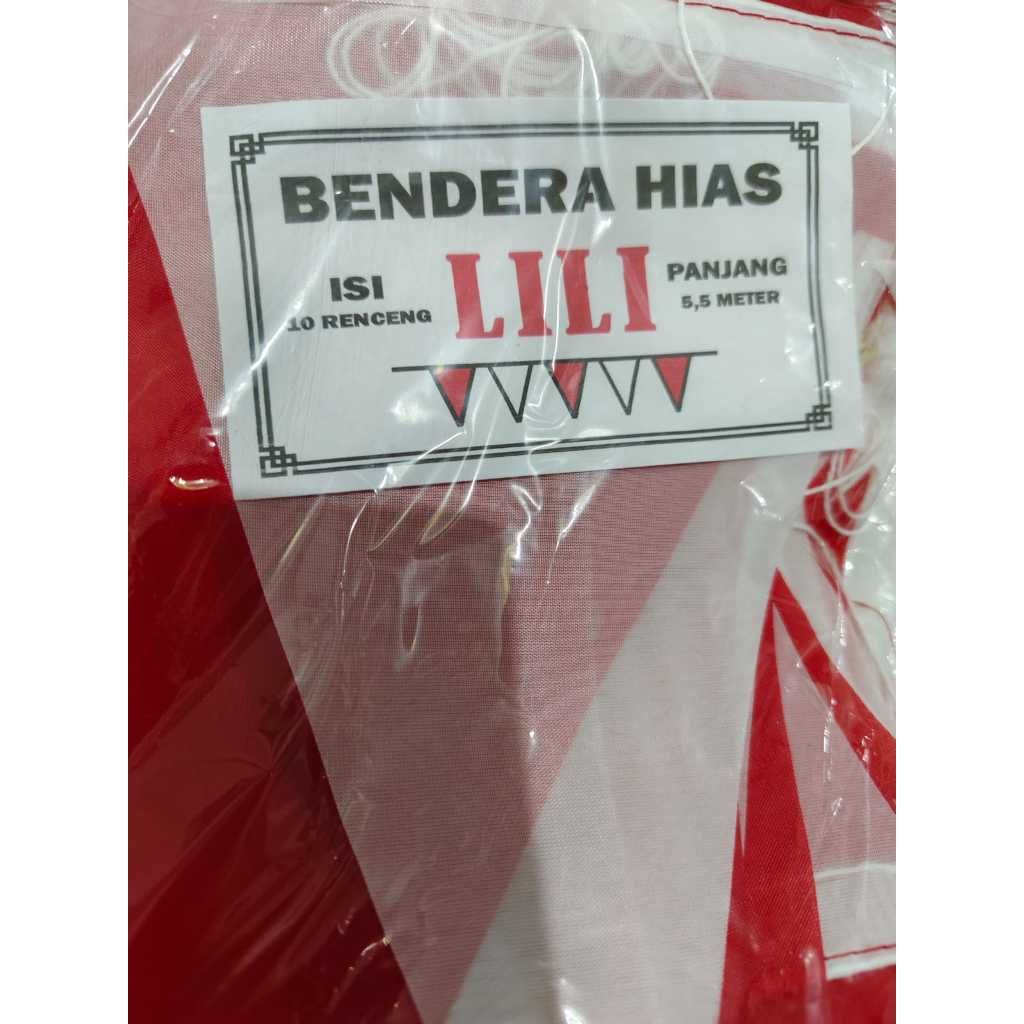 BENDERA HIAS
ISI
10 RENCENG
LILI
PANJANG
5,5 METER